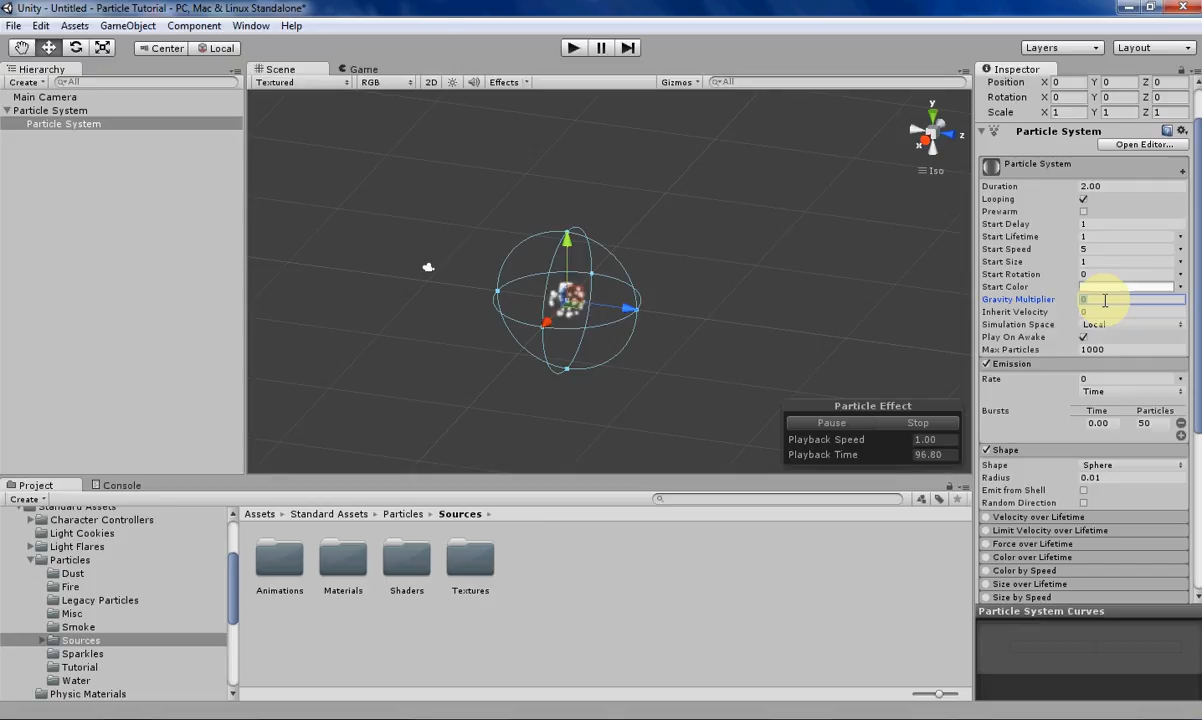 Unity - Untitled - Particle Tutorial - PC, Mac & Linux Standalone*
File Edit Assets GameObject Component Window Help
Center Local Layers Layout
Hierarchy
Create All
Main Camera
Particle System
Particle System
Scene Game
Textured RGB 2D Effects Gizmos All
y
z
x
Iso
Particle Effect
Pause Stop
Playback Speed 1.00
Playback Time 96.80
Inspector
Position X 0 Y 0 Z 0
Rotation X 0 Y 0 Z 0
Scale X 1 Y 1 Z 1
Particle System
Open Editor...
Particle System
Duration 2.00
Looping
Prewarm
Start Delay 1
Start Lifetime 1
Start Speed 5
Start Size 1
Start Rotation 0
Start Color
Gravity Multiplier 0
Inherit Velocity 0
Simulation Space Local
Play On Awake
Max Particles 1000
Emission
Rate 0
Time
Bursts Time Particles
0.00 50
Shape
Shape Sphere
Radius 0.01
Emit from Shell
Random Direction
Velocity over Lifetime
Limit Velocity over Lifetime
Force over Lifetime
Color over Lifetime
Color by Speed
Size over Lifetime
Size by Speed
Particle System Curves
Project Console
Create
Standard Assets
Character Controllers
Light Cookies
Light Flares
Particles
Dust
Fire
Legacy Particles
Misc
Smoke
Sources
Sparkles
Tutorial
Water
Physic Materials
Assets Standard Assets Particles Sources
Animations Materials Shaders Textures